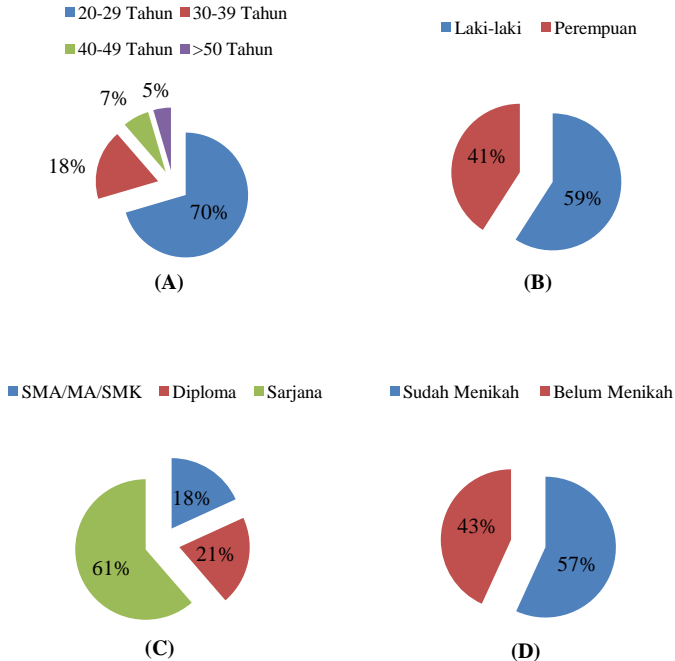 20-29 Tahun 30-39 Tahun
40-49 Tahun >50 Tahun
7% 5%
18%
70%
(A)
Laki-laki Perempuan
41%
59%
(B)
SMA/MA/SMK Diploma Sarjana
18%
21%
61%
(C)
Sudah Menikah Belum Menikah
43%
57%
(D)